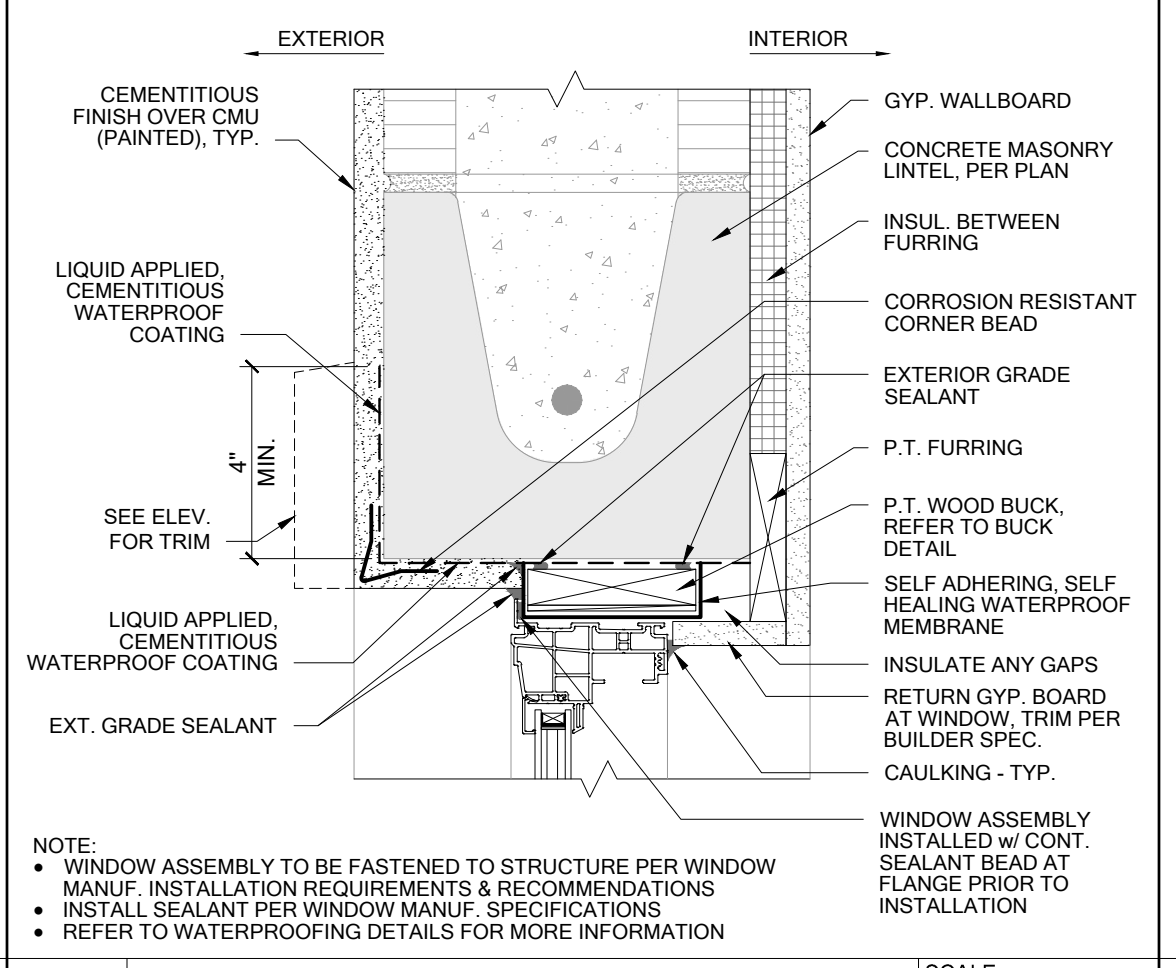 EXTERIOR
INTERIOR
CEMENTITIOUS
FINISH OVER CMU
(PAINTED), TYP.
LIQUID APPLIED,
CEMENTITIOUS
WATERPROOF
COATING
4"
MIN.
SEE ELEV.
FOR TRIM
LIQUID APPLIED,
CEMENTITIOUS
WATERPROOF COATING
EXT. GRADE SEALANT
GYP. WALLBOARD
CONCRETE MASONRY
LINTEL, PER PLAN
INSUL. BETWEEN
FURRING
CORROSION RESISTANT
CORNER BEAD
EXTERIOR GRADE
SEALANT
P.T. FURRING
P.T. WOOD BUCK,
REFER TO BUCK
DETAIL
SELF ADHERING, SELF
HEALING WATERPROOF
MEMBRANE
INSULATE ANY GAPS
RETURN GYP. BOARD
AT WINDOW, TRIM PER
BUILDER SPEC.
CAULKING - TYP.
WINDOW ASSEMBLY
INSTALLED w/ CONT.
SEALANT BEAD AT
FLANGE PRIOR TO
INSTALLATION
NOTE:
• WINDOW ASSEMBLY TO BE FASTENED TO STRUCTURE PER WINDOW
MANUF. INSTALLATION REQUIREMENTS & RECOMMENDATIONS
• INSTALL SEALANT PER WINDOW MANUF. SPECIFICATIONS
• REFER TO WATERPROOFING DETAILS FOR MORE INFORMATION